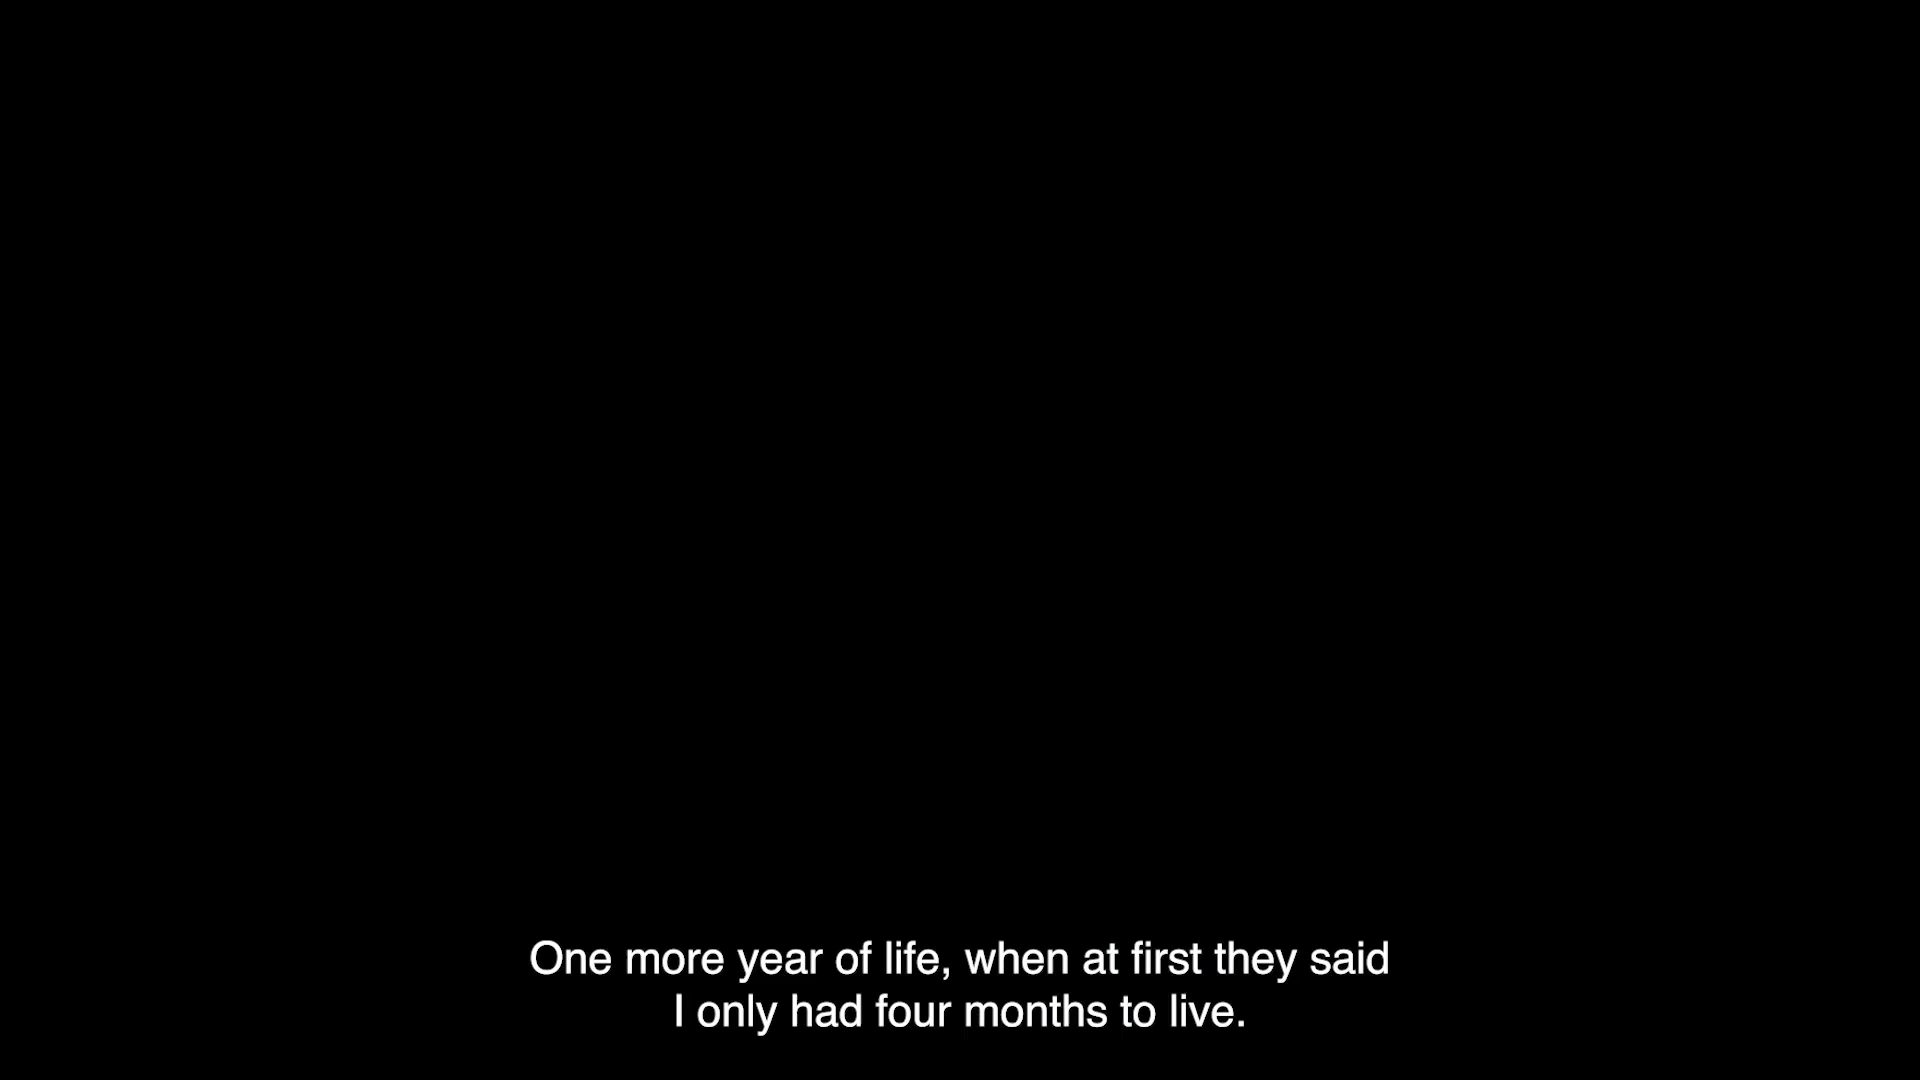 One more year of life, when at first they said
I only had four months to live.